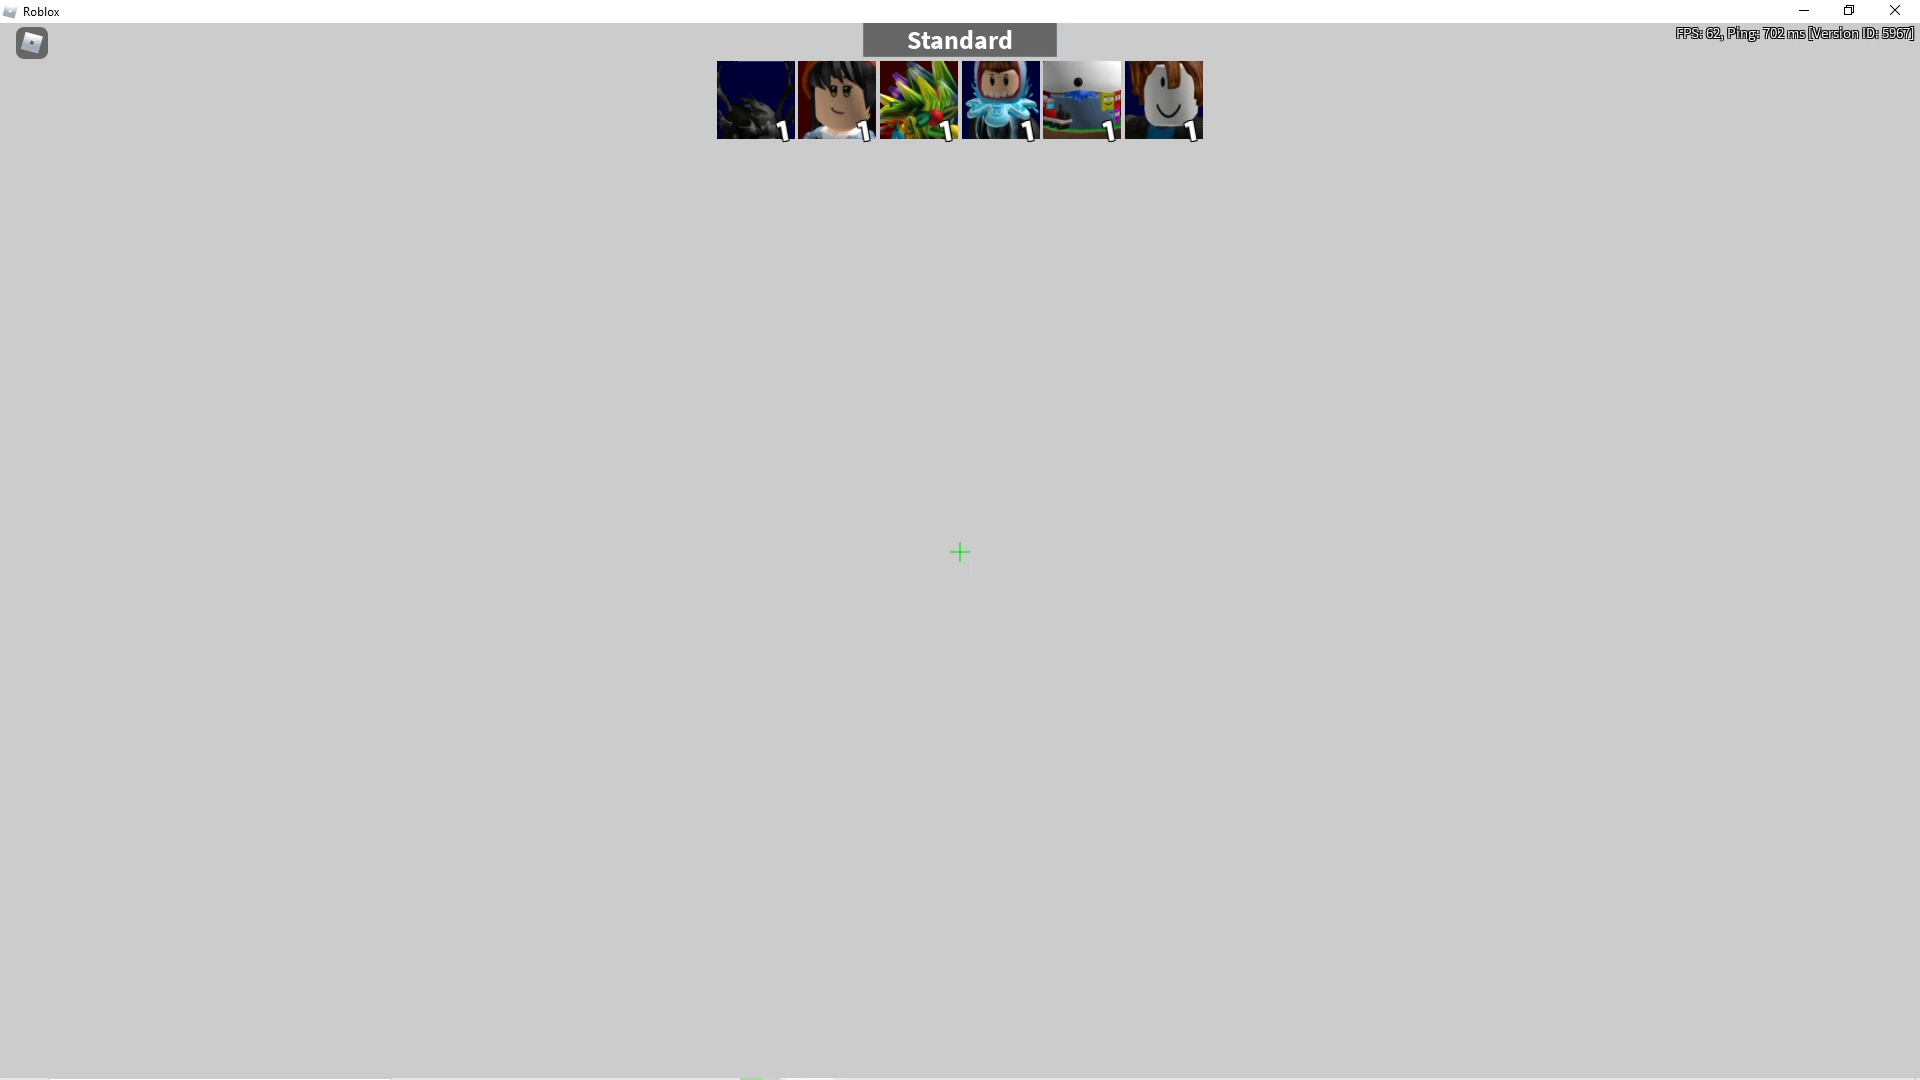 Roblox
Standard
FPS: 62, Ping: 702 ms [Version ID: 5967]
1 1 1 1 1 1